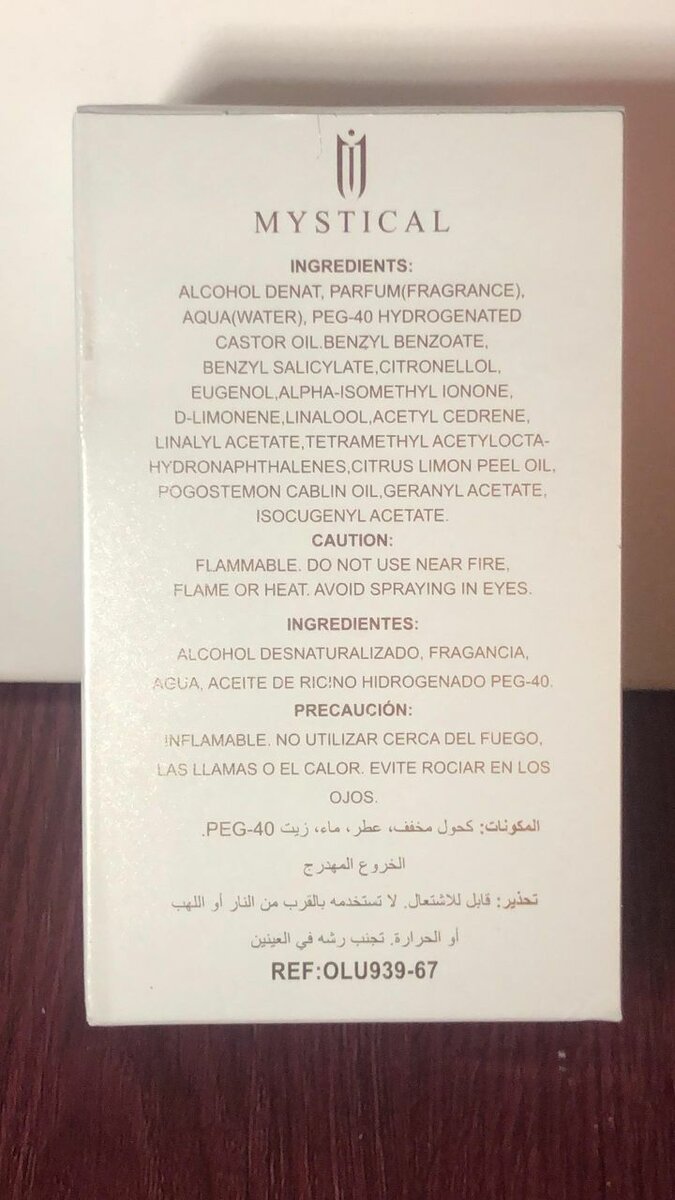 MYSTICAL
INGREDIENTS:
ALCOHOL DENAT, PARFUM(FRAGRANCE),
AQUA(WATER), PEG-40 HYDROGENATED
CASTOR OIL.BENZYL BENZOATE,
BENZYL SALICYLATE,CITRONELLOL,
EUGENOL,ALPHA-ISOMETHYL IONONE,
D-LIMONENE,LINALOOL,ACETYL CEDRENE,
LINALYL ACETATE,TETRAMETHYL ACETYLOCTA-
HYDRONAPHTHALENES,CITRUS LIMON PEEL OIL,
POGOSTEMON CABLIN OIL,GERANYL ACETATE,
ISOCUGENYL ACETATE.
CAUTION:
FLAMMABLE. DO NOT USE NEAR FIRE,
FLAME OR HEAT. AVOID SPRAYING IN EYES.
INGREDIENTES:
ALCOHOL DESNATURALIZADO, FRAGANCIA,
AGUA, ACEITE DE RICINO HIDROGENADO PEG-40.
PRECAUCIÓN:
INFLAMABLE. NO UTILIZAR CERCA DEL FUEGO,
LAS LLAMAS O EL CALOR. EVITE ROCIAR EN LOS
OJOS.
المكونات: كحول مخفف، عطر، ماء، زيت PEG-40.
الخروع المهدرج
تحذير: قابل للاشتعال. لا تستخدمه بالقرب من النار أو اللهب
أو الحرارة. تجنب رشه في العينين
REF:OLU939-67